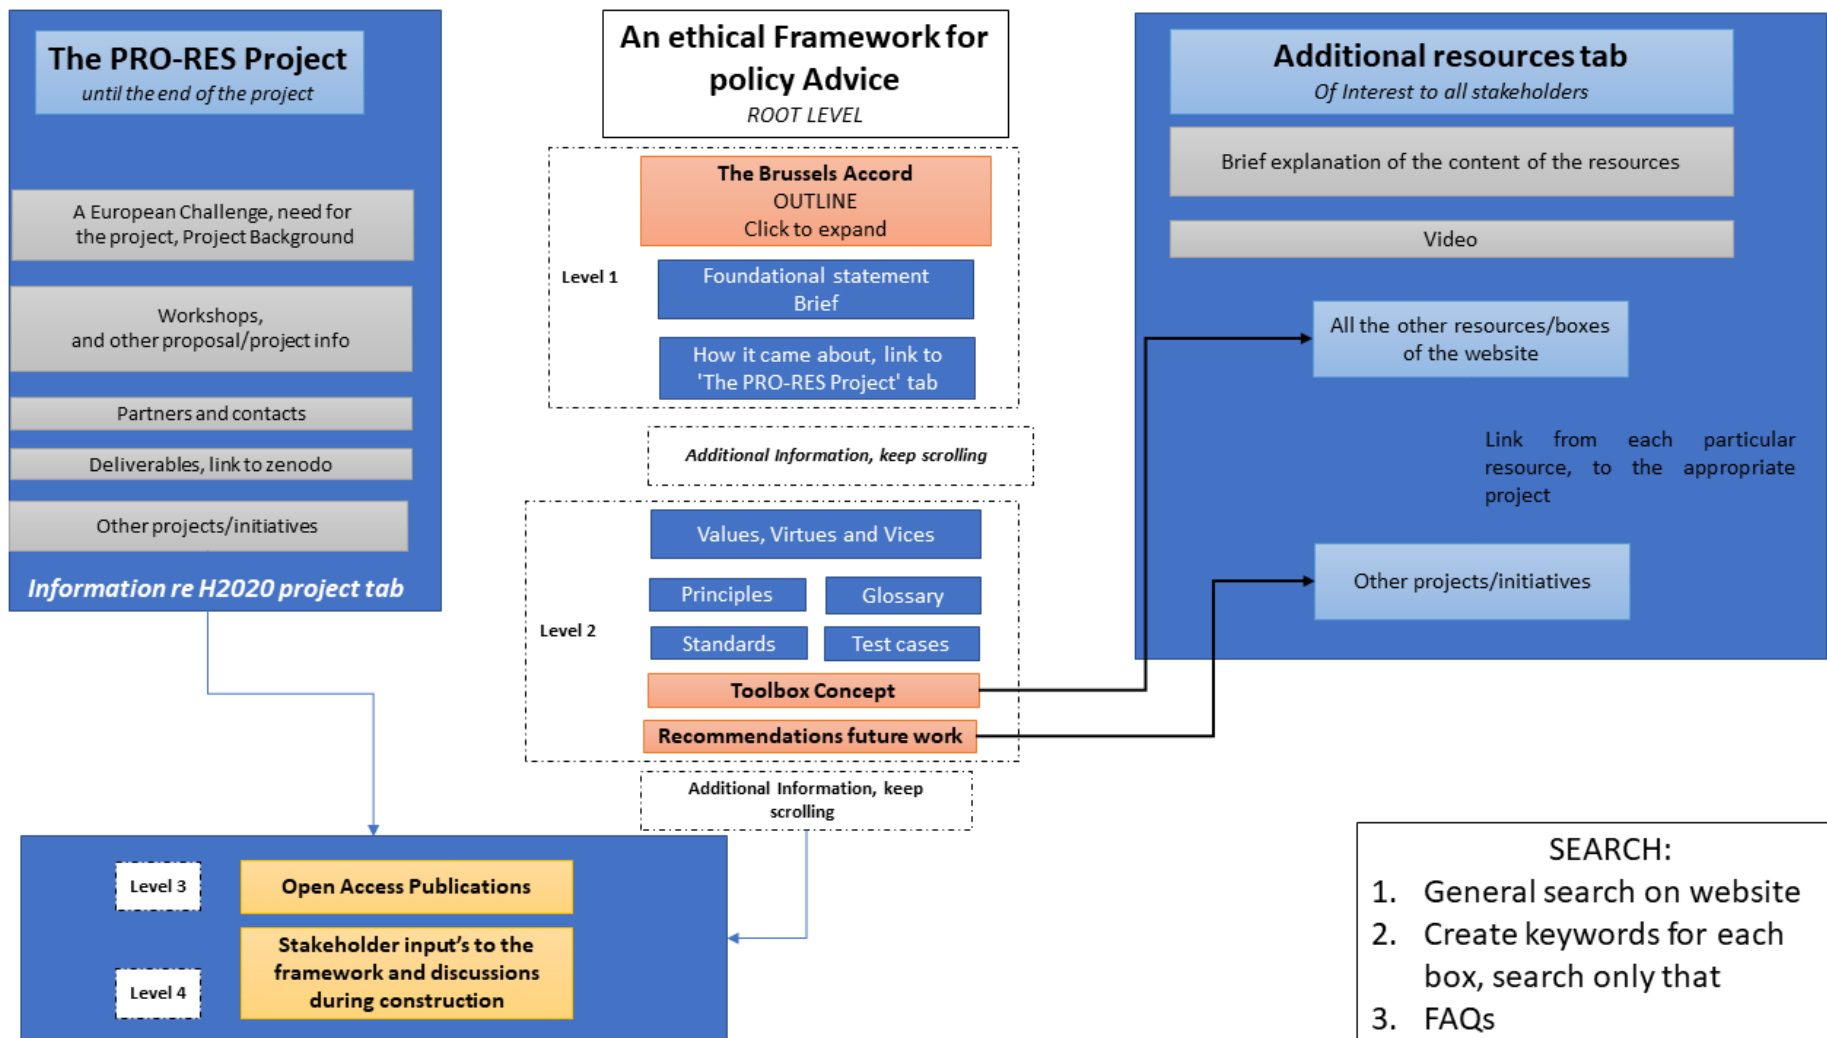 The PRO-RES Project
until the end of the project
A European Challenge, need for
the project, Project Background
Workshops,
and other proposal/project info
Partners and contacts
Deliverables, link to zenodo
Other projects/initiatives
Information re H2020 project tab
An ethical Framework for
policy Advice
ROOT LEVEL
Level 1
The Brussels Accord
OUTLINE
Click to expand
Foundational statement
Brief
How it came about, link to
'The PRO-RES Project' tab
Additional Information, keep scrolling
Level 2
Values, Virtues and Vices
Principles
Glossary
Standards
Test cases
Toolbox Concept
Recommendations future work
Additional Information, keep
scrolling
Additional resources tab
Of Interest to all stakeholders
Brief explanation of the content of the resources
Video
All the other resources/boxes
of the website
Link from each particular
resource, to the appropriate
project
Other projects/initiatives
Level 3
Open Access Publications
Level 4
Stakeholder input’s to the
framework and discussions
during construction
SEARCH:
1. General search on website
2. Create keywords for each
box, search only that
3. FAQs